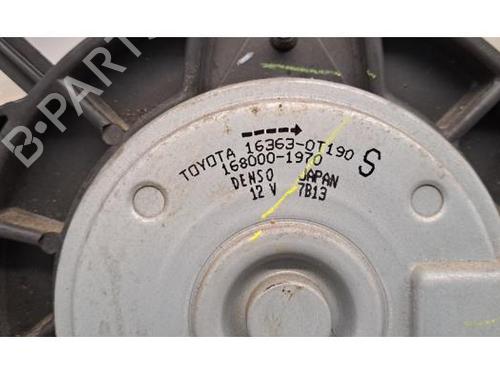 B-PARTS
TOYOTA 16363-0T190 S
168000-1970
DENSO JAPAN
12 V 7B13